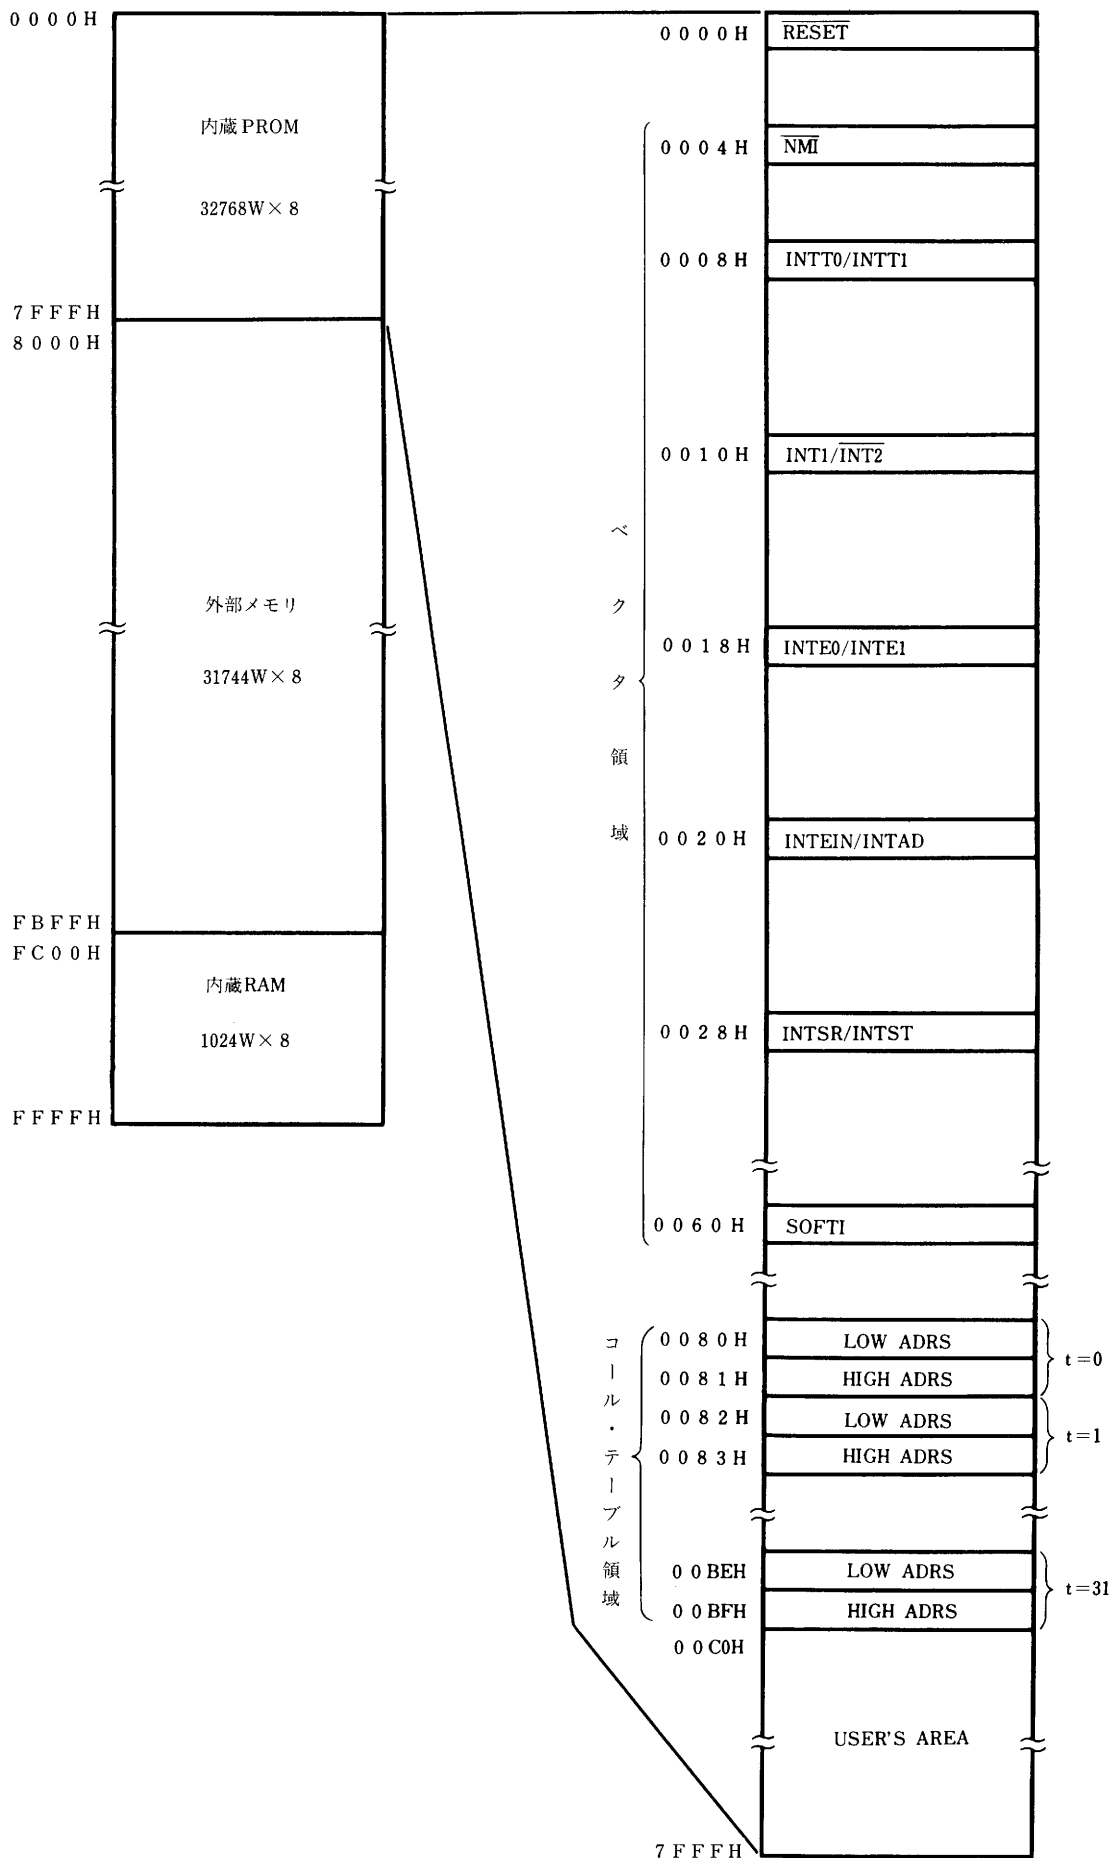 0000H
内蔵PROM
32768W×8
7FFFH
8000H
外部メモリ
31744W×8
FBFFH
FC00H
内蔵RAM
1024W×8
FFFFH
0000H RESET
ベクタ領域
0004H NMI
0008H INTT0/INTT1
0010H INT1/INT2
0018H INTE0/INTE1
0020H INTEIN/INTAD
0028H INTSR/INTST
0060H SOFTI
コール・テーブル領域
0080H LOW ADRS
t=0
0081H HIGH ADRS
0082H LOW ADRS
t=1
0083H HIGH ADRS
00BEH LOW ADRS
t=31
00BFH HIGH ADRS
00C0H
USER'S AREA
7FFFH